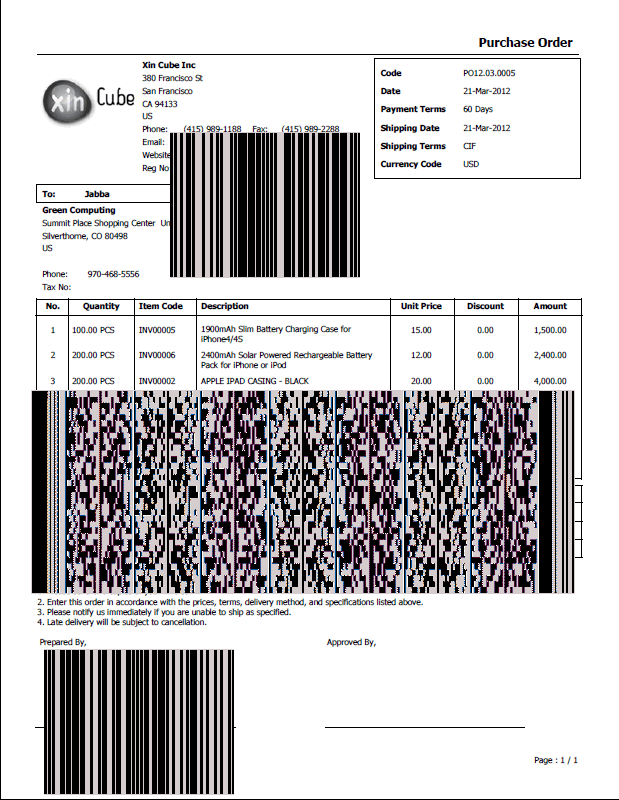 Purchase Order
xin Cube
Xin Cube Inc
380 Francisco St
San Francisco
CA 94133
US
Phone: (415) 989-1188 Fax: (415) 989-2288
Email:
Website
Reg No
Code PO12.03.0005
Date 21-Mar-2012
Payment Terms 60 Days
Shipping Date 21-Mar-2012
Shipping Terms CIF
Currency Code USD
To: Jabba
Green Computing
Summit Place Shopping Center
Silverthorne, CO 80498
US
Phone: 970-468-5556
Tax No:
No. Quantity Item Code Description Unit Price Discount Amount
1 100.00 PCS INV00005 1900mAh Slim Battery Charging Case for 15.00 0.00 1,500.00
iPhone4/4S
2 200.00 PCS INV00006 2400mAh Solar Powered Rechargeable Battery 12.00 0.00 2,400.00
Pack for iPhone or iPod
3 200.00 PCS INV00002 APPLE IPAD CASING - BLACK 20.00 0.00 4,000.00
2. Enter this order in accordance with the prices, terms, delivery method, and specifications listed above.
3. Please notify us immediately if you are unable to ship as specified.
4. Late delivery will be subject to cancellation.
Prepared By, Approved By,
Page : 1 / 1